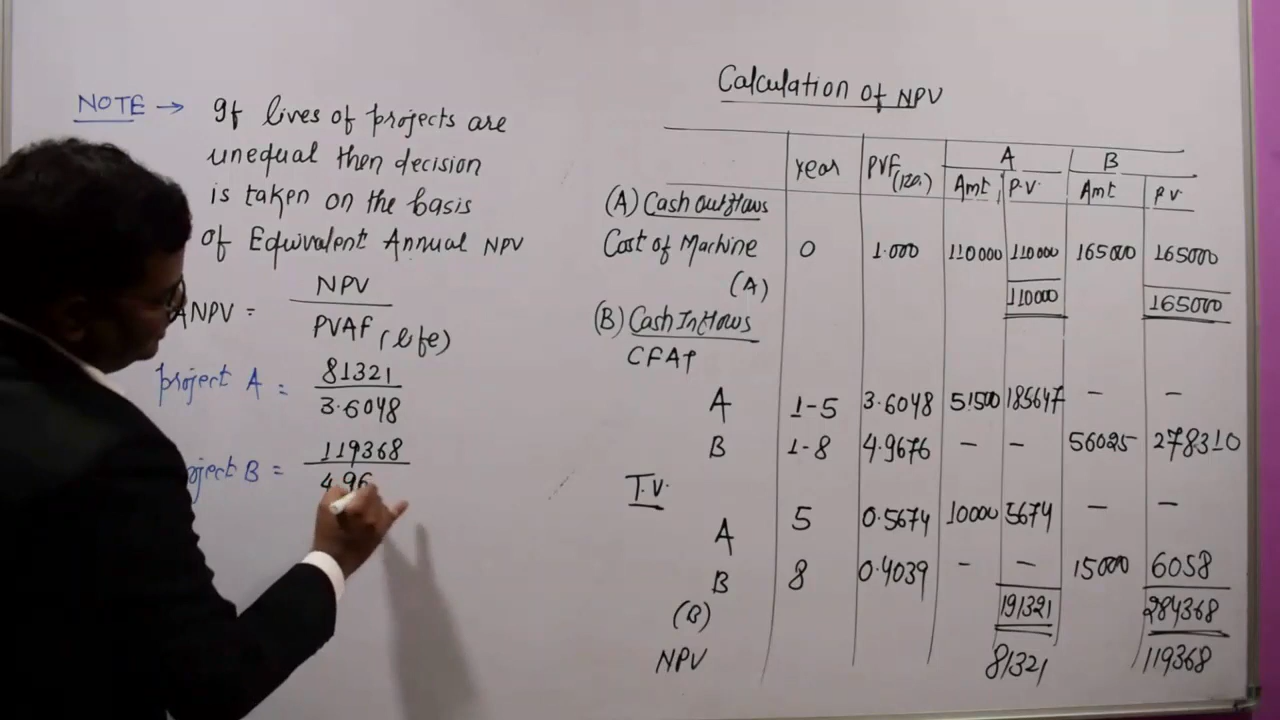 NOTE → If lives of projects are
unequal then decision
is taken on the basis
of Equivalent Annual NPV
ANPV = NPV
PVAF (life)
project A = 81321
3.6048
oject B = 119368
4.96
Calculation of NPV
Year PVF(12%) A B
Amt P.V. Amt P.V
(A) Cash Outflows
Cost of Machine 0 1.000 110000 110000 165000 165000
(A) 110000 165000
(B) Cash Inflows
CFAT
A 1-5 3.6048 51500 185647 - -
B 1-8 4.9676 - - 56025 278310
T.V.
A 5 0.5674 10000 5674 - -
B 8 0.4039 - - 15000 6058
(B) 191321 284368
NPV 81321 119368